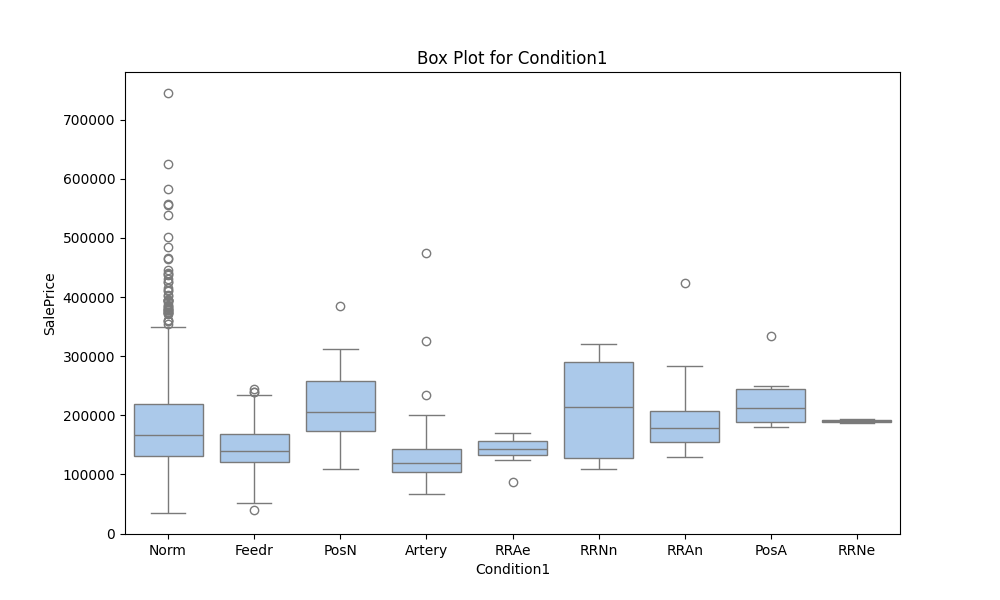 Box Plot for Condition1
700000
600000
500000
400000
300000
200000
100000
0
SalePrice
Norm Feedr PosN Artery RRAe RRNn RRAn PosA RRNe
Condition1